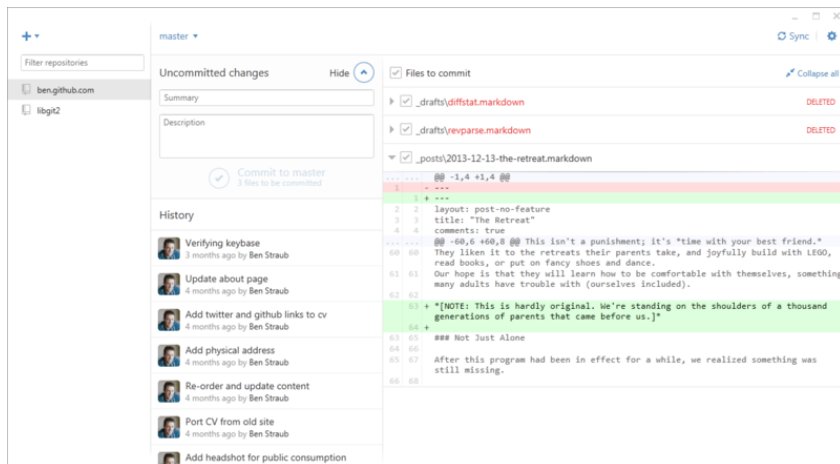 master
Sync
Filter repositories
ben.github.com
libgit2
Uncommitted changes
Hide
Summary
Description
Commit to master
3 files to be committed
History
Verifying keybase
3 months ago by Ben Straub
Update about page
4 months ago by Ben Straub
Add twitter and github links to cv
4 months ago by Ben Straub
Add physical address
4 months ago by Ben Straub
Re-order and update content
4 months ago by Ben Straub
Port CV from old site
4 months ago by Ben Straub
Add headshot for public consumption
Files to commit
Collapse all
_drafts\diffstat.markdown DELETED
_drafts\revparse.markdown DELETED
_posts\2013-12-13-the-retreat.markdown
... ... @@ -1,4 +1,4 @@
1 - ---
1 + ---
2 2 layout: post-no-feature
3 3 title: "The Retreat"
4 4 comments: true
... ... @@ -60,6 +60,8 @@ This isn't a punishment; it's *time with your best friend.*
60 60 They liken it to the retreats their parents take, and joyfully build with LEGO,
read books, or put on fancy shoes and dance.
61 61 Our hope is that they will learn how to be comfortable with themselves, something
many adults have trouble with (ourselves included).
62 62
63 + *[NOTE: This is hardly original. We're standing on the shoulders of a thousand
generations of parents that came before us.]*
64 +
63 65 ### Not Just Alone
64 66
65 67 After this program had been in effect for a while, we realized something was
still missing.
66 68